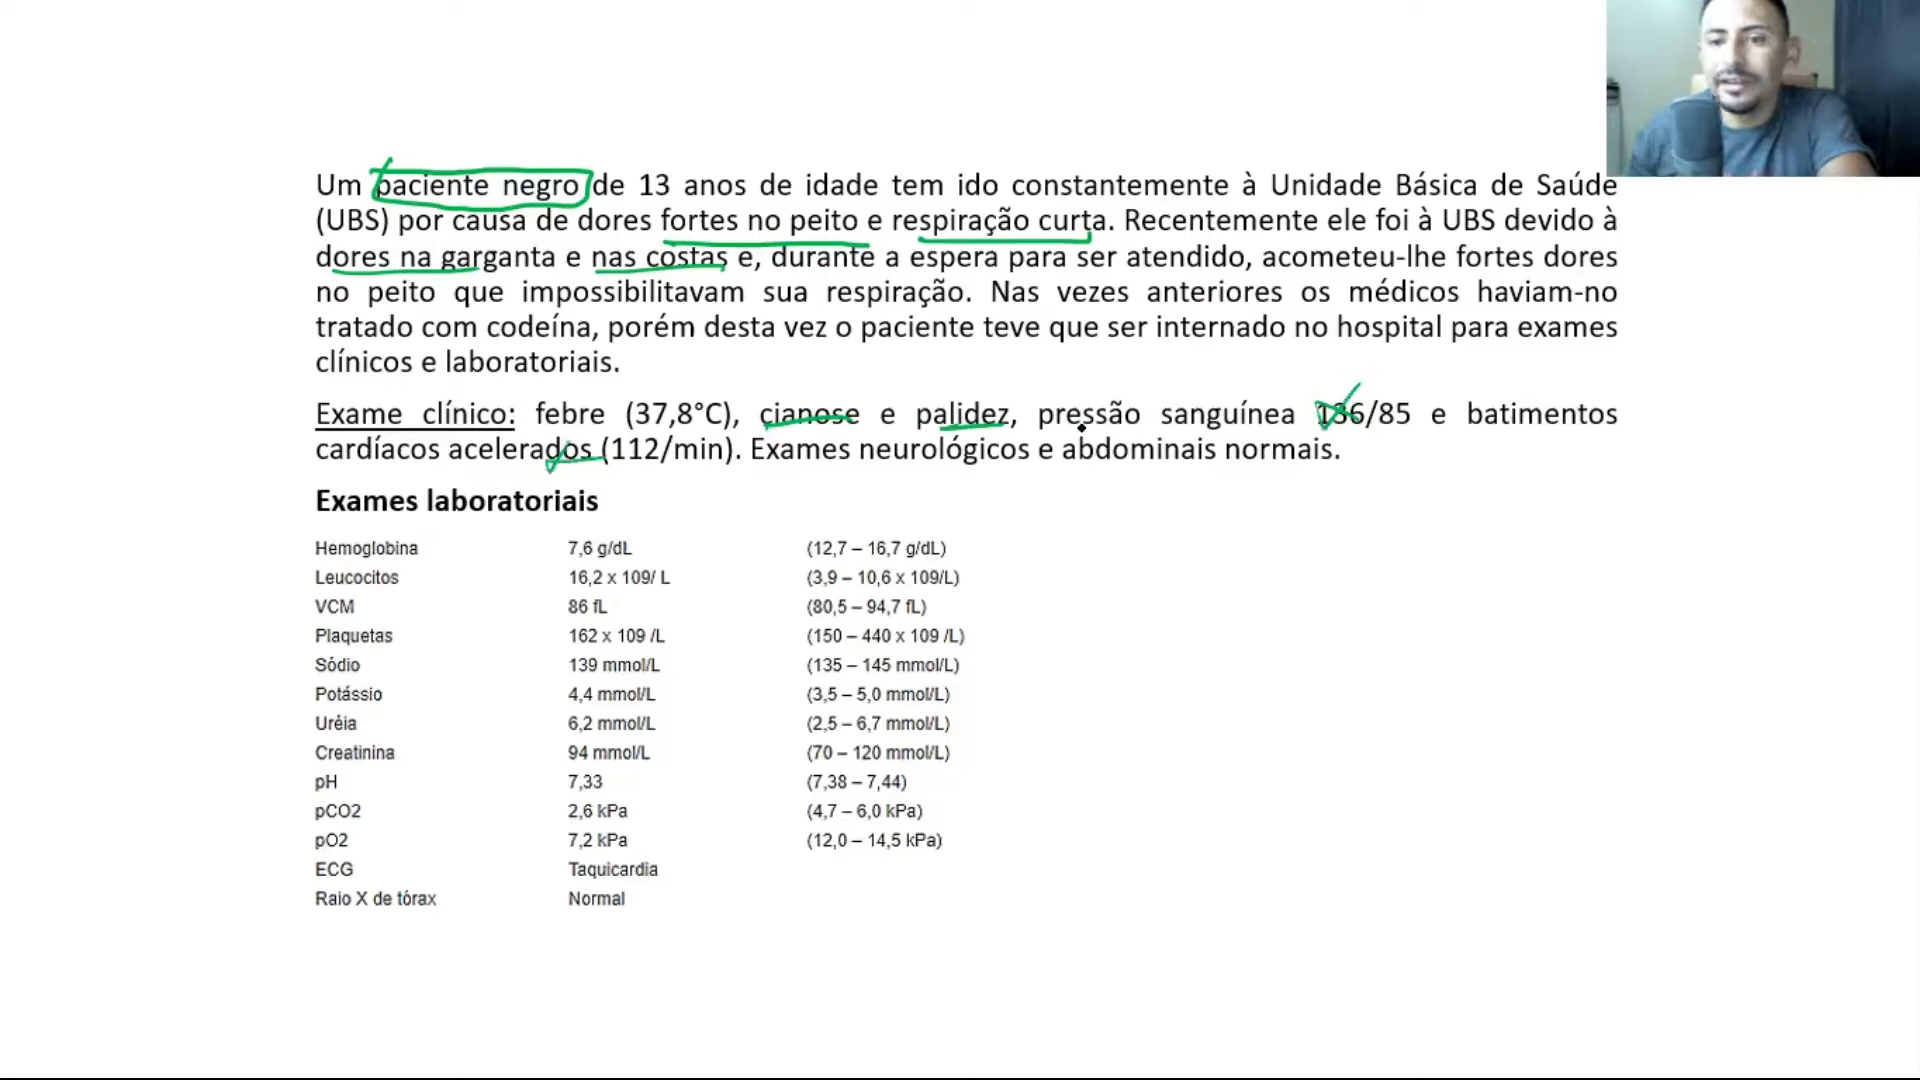 Um paciente negro de 13 anos de idade tem ido constantemente à Unidade Básica de Saúde
(UBS) por causa de dores fortes no peito e respiração curta. Recentemente ele foi à UBS devido à
dores na garganta e nas costas e, durante a espera para ser atendido, acometeu-lhe fortes dores
no peito que impossibilitavam sua respiração. Nas vezes anteriores os médicos haviam-no
tratado com codeína, porém desta vez o paciente teve que ser internado no hospital para exames
clínicos e laboratoriais.
Exame clínico: febre (37,8°C), cianose e palidez, pressão sanguínea 136/85 e batimentos
cardíacos acelerados (112/min). Exames neurológicos e abdominais normais.
Exames laboratoriais
Hemoglobina 7,6 g/dL (12,7 – 16,7 g/dL)
Leucocitos 16,2 x 109/ L (3,9 – 10,6 x 109/L)
VCM 86 fL (80,5 – 94,7 fL)
Plaquetas 162 x 109 /L (150 – 440 x 109 /L)
Sódio 139 mmol/L (135 – 145 mmol/L)
Potássio 4,4 mmol/L (3,5 – 5,0 mmol/L)
Uréia 6,2 mmol/L (2,5 – 6,7 mmol/L)
Creatinina 94 mmol/L (70 – 120 mmol/L)
pH 7,33 (7,38 – 7,44)
pCO2 2,6 kPa (4,7 – 6,0 kPa)
pO2 7,2 kPa (12,0 – 14,5 kPa)
ECG Taquicardia
Raio X de tórax Normal